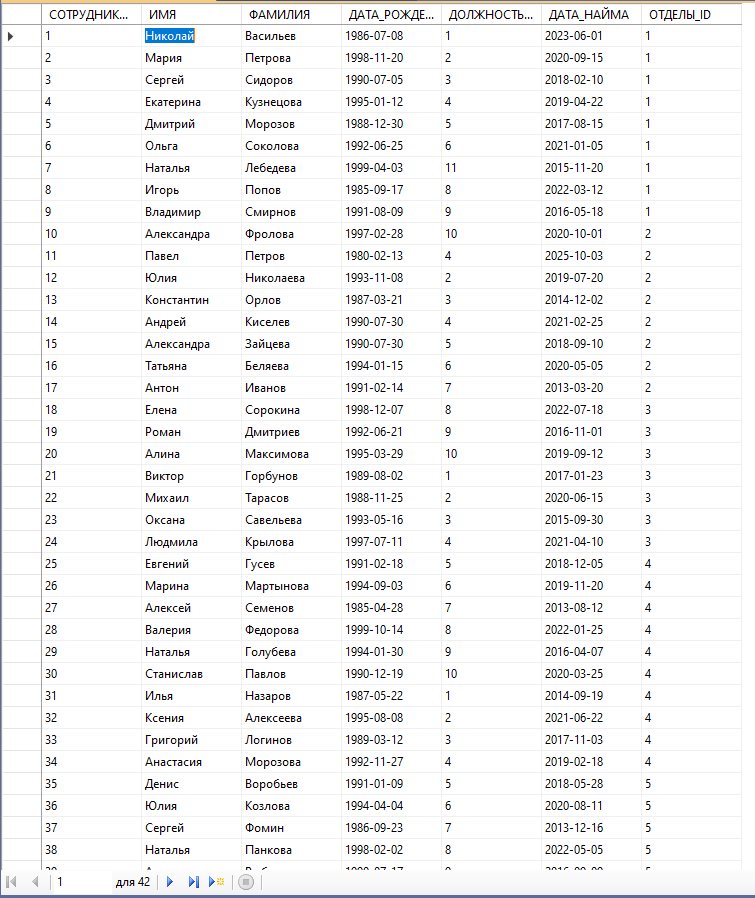 СОТРУДНИК... ИМЯ ФАМИЛИЯ ДАТА_РОЖДЕ... ДОЛЖНОСТЬ... ДАТА_НАЙМА ОТДЕЛЫ_ID
1 Николай Васильев 1986-07-08 1 2023-06-01 1
2 Мария Петрова 1998-11-20 2 2020-09-15 1
3 Сергей Сидоров 1990-07-05 3 2018-02-10 1
4 Екатерина Кузнецова 1995-01-12 4 2019-04-22 1
5 Дмитрий Морозов 1988-12-30 5 2017-08-15 1
6 Ольга Соколова 1992-06-25 6 2021-01-05 1
7 Наталья Лебедева 1999-04-03 11 2015-11-20 1
8 Игорь Попов 1985-09-17 8 2022-03-12 1
9 Владимир Смирнов 1991-08-09 9 2016-05-18 1
10 Александра Фролова 1997-02-28 10 2020-10-01 2
11 Павел Петров 1980-02-13 4 2025-10-03 2
12 Юлия Николаева 1993-11-08 2 2019-07-20 2
13 Константин Орлов 1987-03-21 3 2014-12-02 2
14 Андрей Киселев 1990-07-30 4 2021-02-25 2
15 Александра Зайцева 1990-07-30 5 2018-09-10 2
16 Татьяна Беляева 1994-01-15 6 2020-05-05 2
17 Антон Иванов 1991-02-14 7 2013-03-20 2
18 Елена Сорокина 1998-12-07 8 2022-07-18 3
19 Роман Дмитриев 1992-06-21 9 2016-11-01 3
20 Алина Максимова 1995-03-29 10 2019-09-12 3
21 Виктор Горбунов 1989-08-02 1 2017-01-23 3
22 Михаил Тарасов 1988-11-25 2 2020-06-15 3
23 Оксана Савельева 1993-05-16 3 2015-09-30 3
24 Людмила Крылова 1997-07-11 4 2021-04-10 3
25 Евгений Гусев 1991-02-18 5 2018-12-05 4
26 Марина Мартынова 1994-09-03 6 2019-11-20 4
27 Алексей Семенов 1985-04-28 7 2013-08-12 4
28 Валерия Федорова 1999-10-14 8 2022-01-25 4
29 Наталья Голубева 1994-01-30 9 2016-04-07 4
30 Станислав Павлов 1990-12-19 10 2020-03-25 4
31 Илья Назаров 1987-05-22 1 2014-09-19 4
32 Ксения Алексеева 1995-08-08 2 2021-06-22 4
33 Григорий Логинов 1989-03-12 3 2017-11-03 4
34 Анастасия Морозова 1992-11-27 4 2019-02-18 4
35 Денис Воробьев 1991-01-09 5 2018-05-28 5
36 Юлия Козлова 1994-04-04 6 2020-08-11 5
37 Сергей Фомин 1986-09-23 7 2013-12-16 5
38 Наталья Панкова 1998-02-02 8 2022-05-05 5
1 для 42